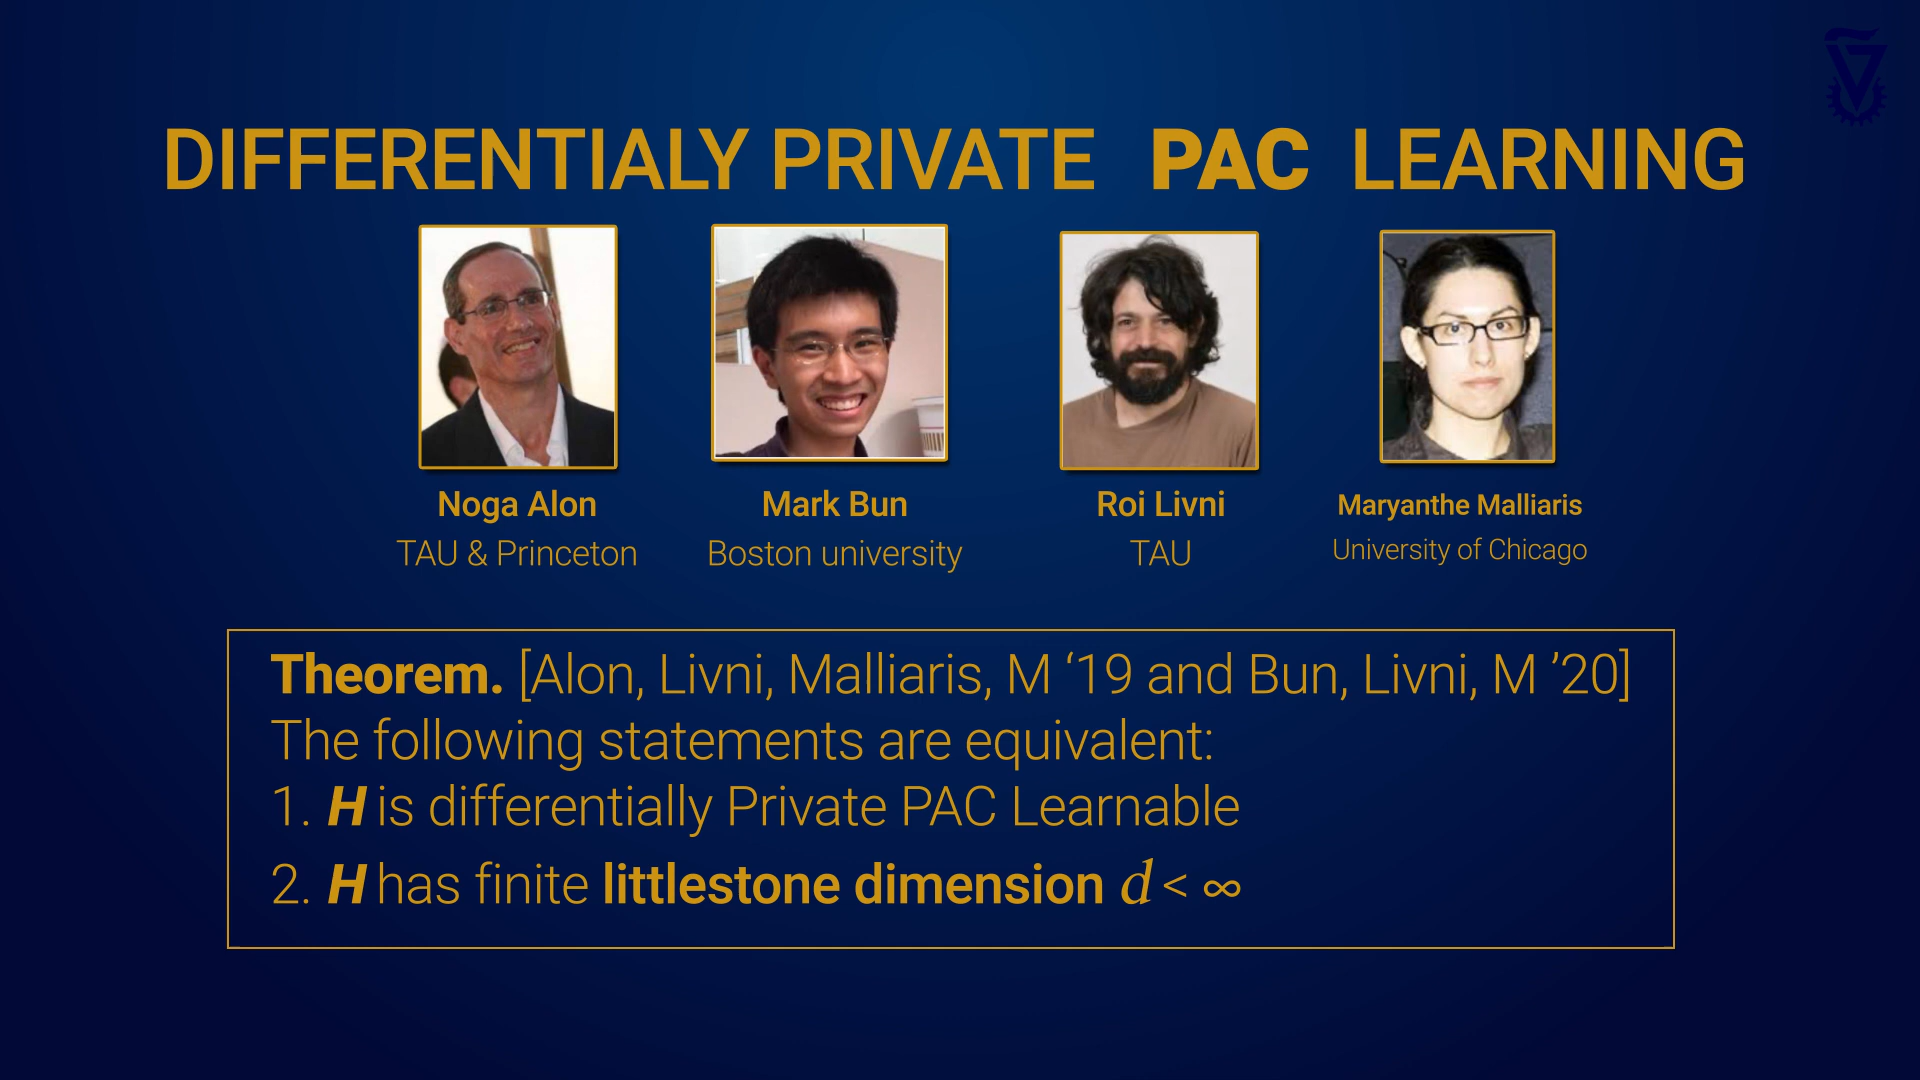 DIFFERENTIALY PRIVATE PAC LEARNING
Noga Alon
TAU & Princeton
Mark Bun
Boston university
Roi Livni
TAU
Maryanthe Malliaris
University of Chicago
Theorem. [Alon, Livni, Malliaris, M ‘19 and Bun, Livni, M ’20]
The following statements are equivalent:
1. H is differentially Private PAC Learnable
2. H has finite littlestone dimension d < ∞